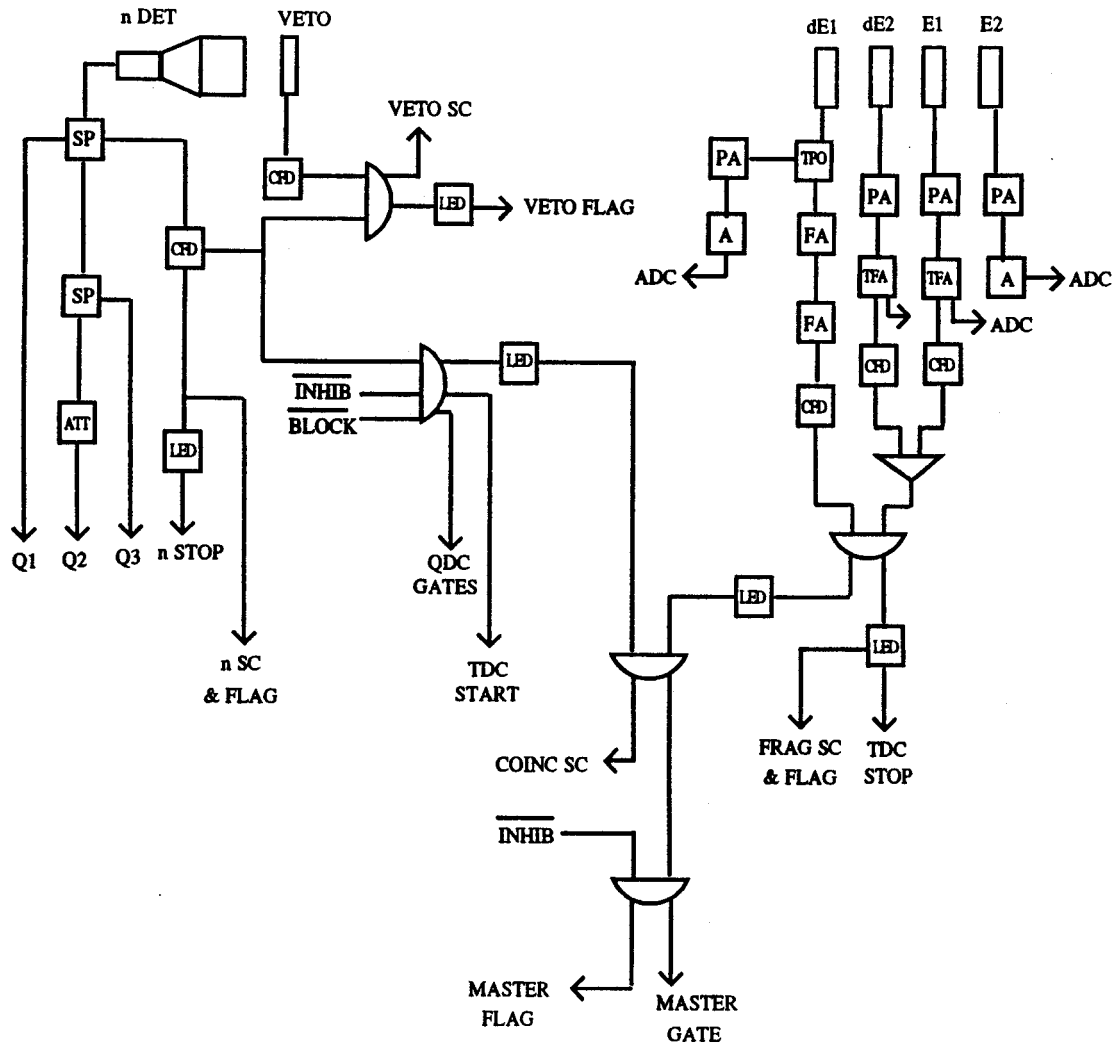 n DET
VETO
dE1
dE2
E1
E2
SP
VETO SC
CFD
PA
TPO
LED
VETO FLAG
PA
PA
PA
CFD
A
FA
SP
ADC
TFA
TFA
A
ADC
ADC
FA
LED
CFD
CFD
INHIB
BLOCK
CFD
ATT
LED
Q1
Q2
Q3
n STOP
QDC
GATES
LED
LED
n SC
& FLAG
TDC
START
FRAG SC
& FLAG
TDC
STOP
COINC SC
INHIB
MASTER
FLAG
MASTER
GATE